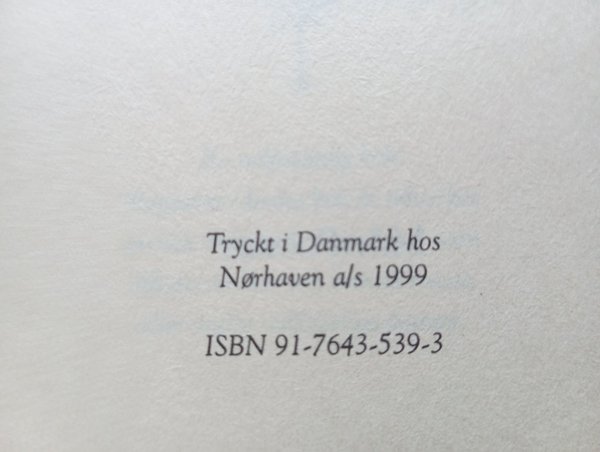 Tryckt i Danmark hos
Nørhaven a/s 1999
ISBN 91-7643-539-3